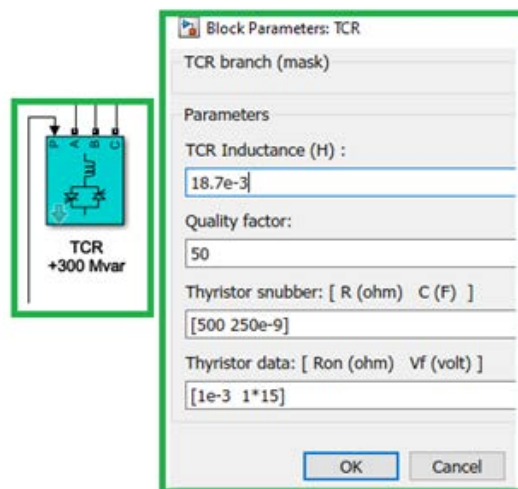 Block Parameters: TCR
TCR branch (mask)
Parameters
TCR Inductance (H) :
18.7e-3
Quality factor:
50
Thyristor snubber: [ R (ohm)   C (F)  ]
[500 250e-9]
Thyristor data: [ Ron (ohm)   Vf (volt) ]
[1e-3  1*15]
OK
Cancel
P A B C
TCR
+300 Mvar